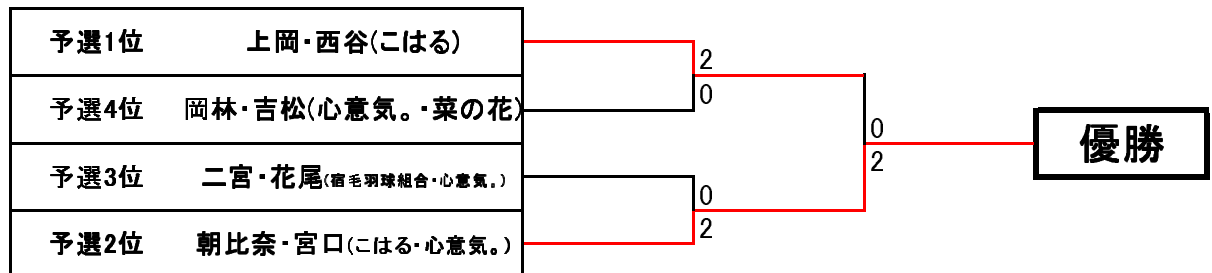 予選1位 上岡・西谷(こはる)
2
予選4位 岡林・吉松(心意気。・菜の花)
0
0
2
優勝
予選3位 二宮・花尾(宿毛羽球組合・心意気。)
0
予選2位 朝比奈・宮口(こはる・心意気。)
2